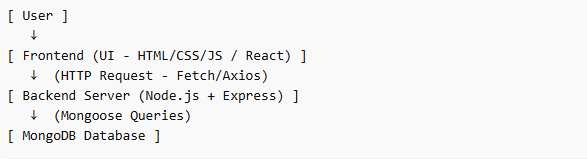 [ User ]
↓
[ Frontend (UI - HTML/CSS/JS / React) ]
↓ (HTTP Request - Fetch/Axios)
[ Backend Server (Node.js + Express) ]
↓ (Mongoose Queries)
[ MongoDB Database ]